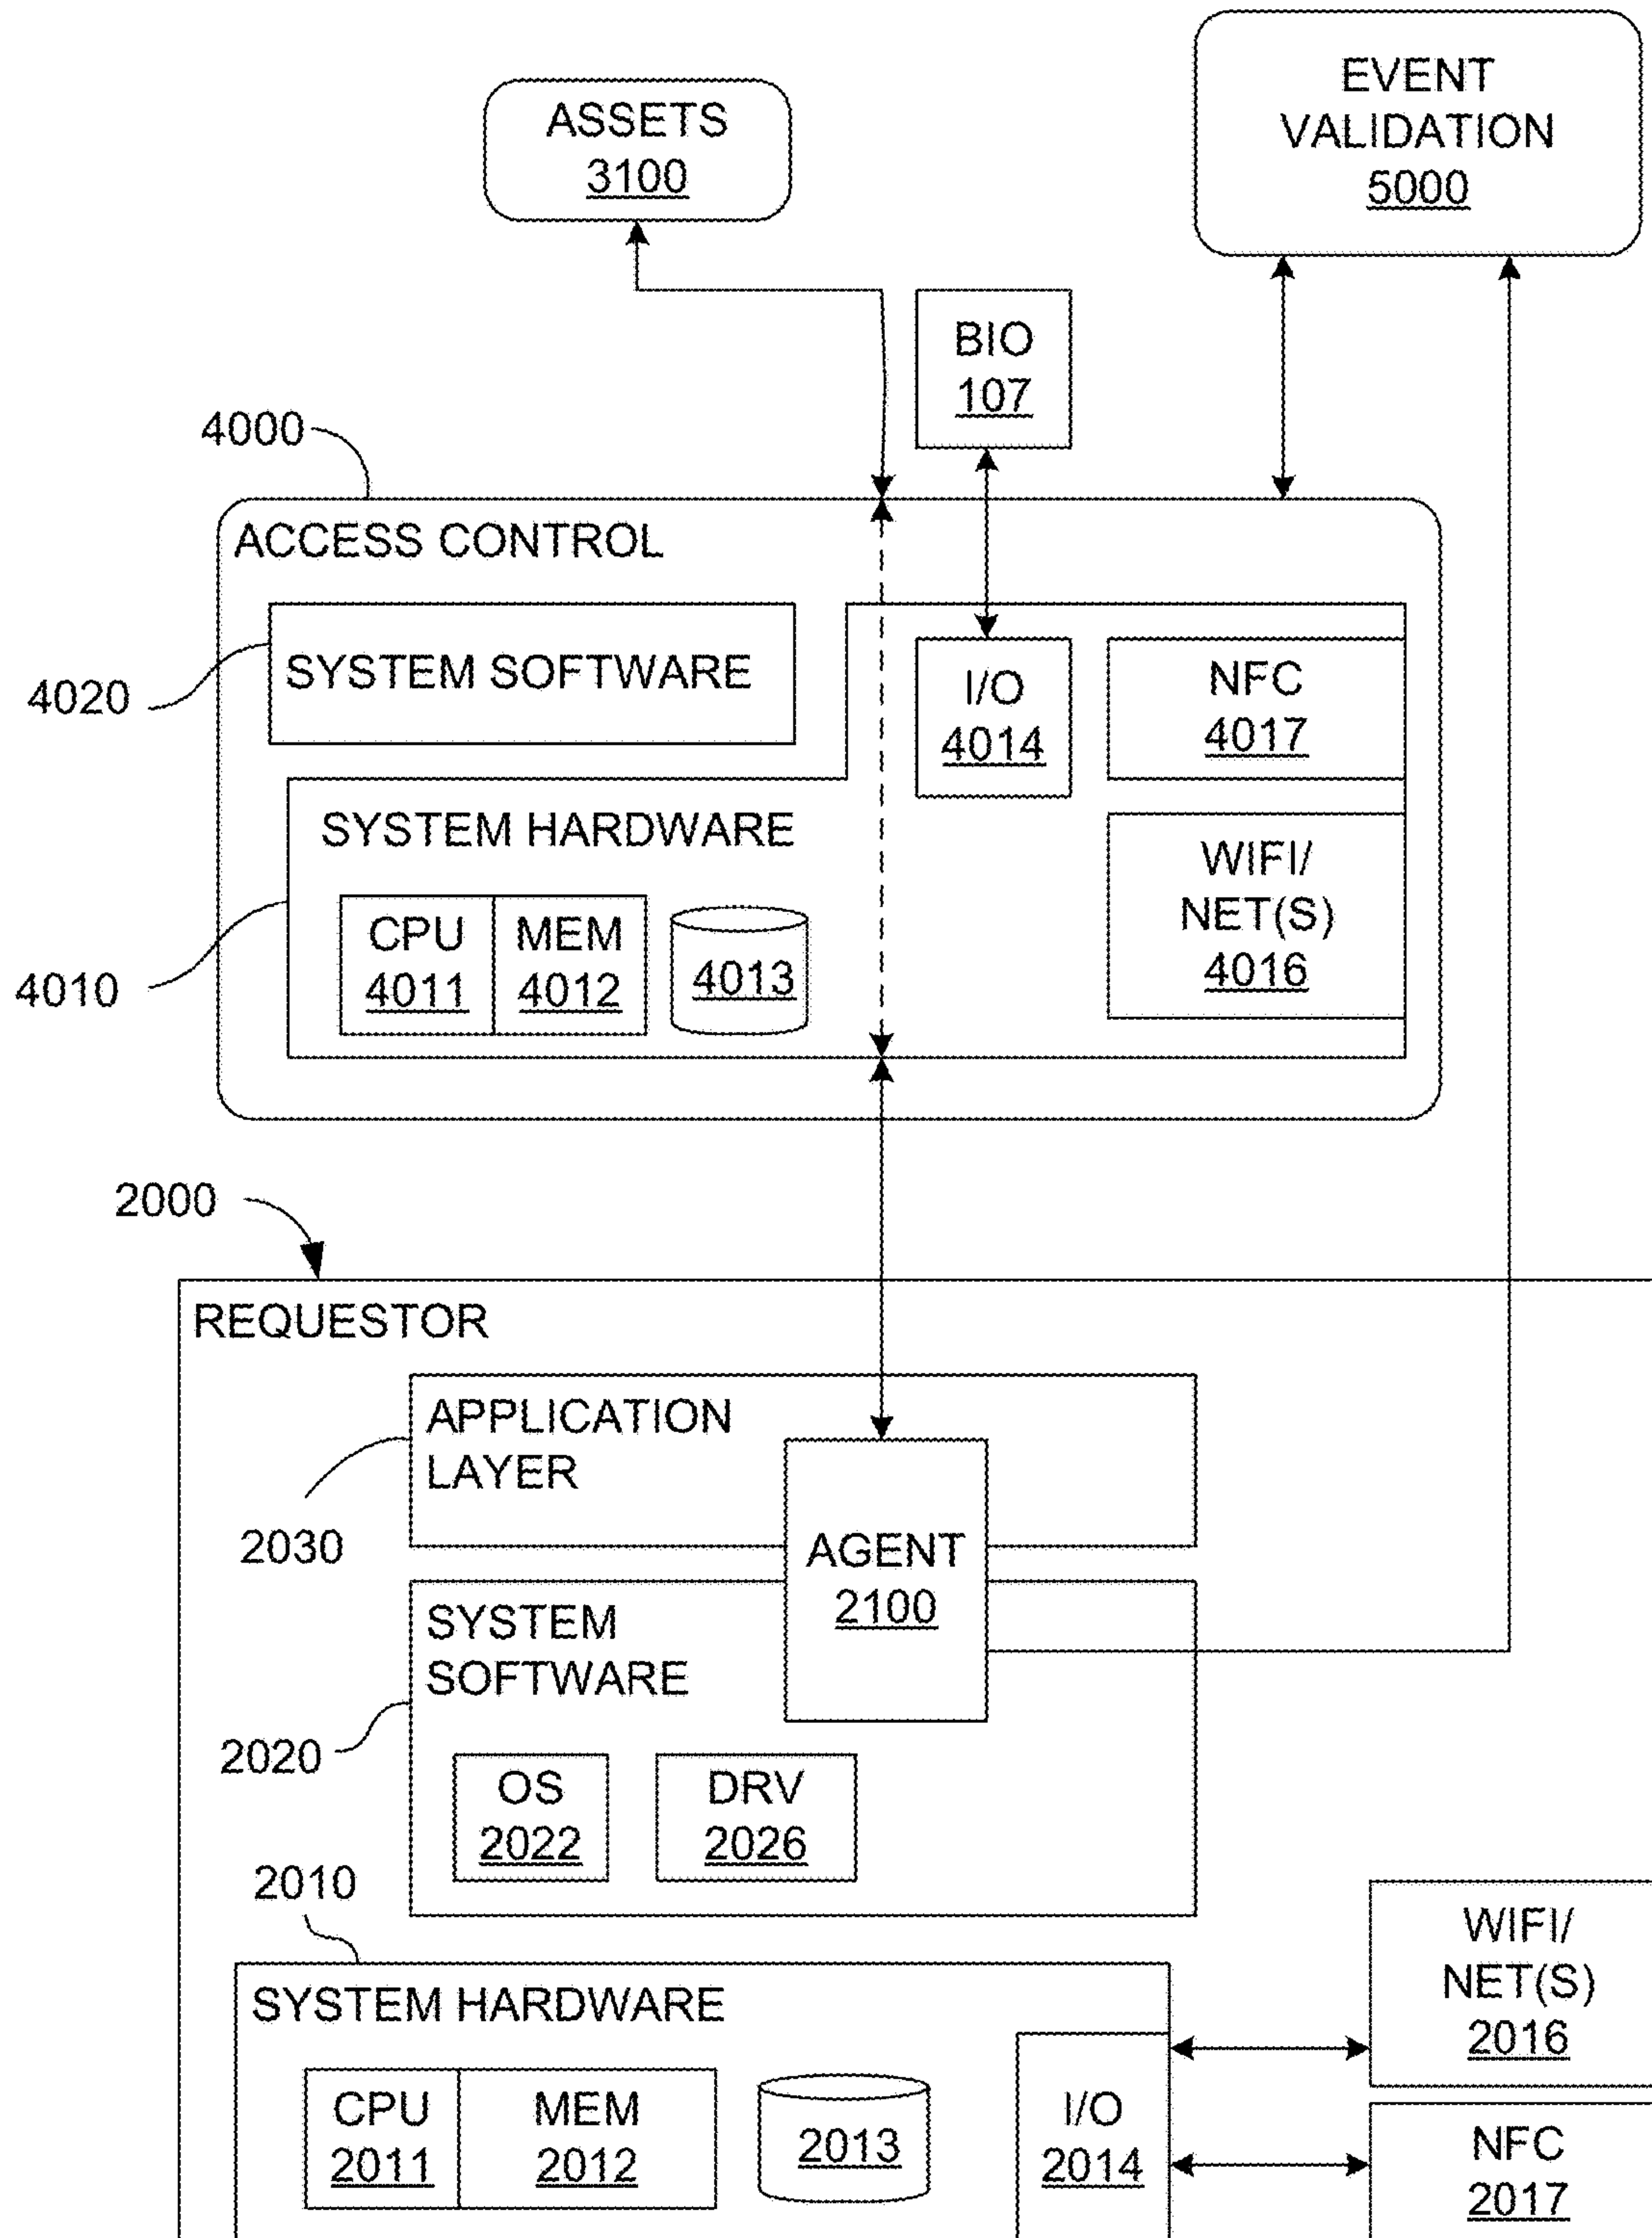 ASSETS
3100
EVENT
VALIDATION
5000
BIO
107
4000
ACCESS CONTROL
4020
SYSTEM SOFTWARE
I/O
4014
NFC
4017
SYSTEM HARDWARE
WIFI/
NET(S)
4016
4010
CPU
4011
MEM
4012
4013
2000
REQUESTOR
APPLICATION
LAYER
2030
AGENT
2100
SYSTEM
SOFTWARE
2020
OS
2022
DRV
2026
2010
SYSTEM HARDWARE
WIFI/
NET(S)
2016
CPU
2011
MEM
2012
2013
I/O
2014
NFC
2017